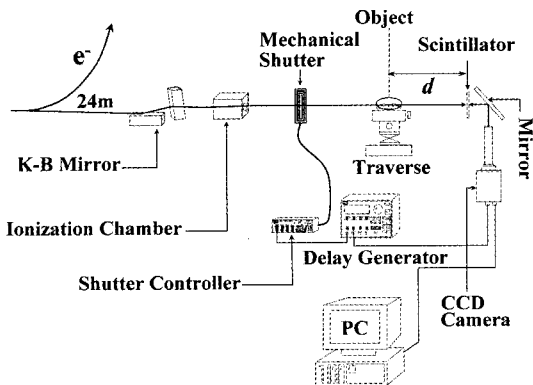 Object
Mechanical
Shutter
Scintillator
e-
d
24m
K-B Mirror
Traverse
Mirror
Ionization Chamber
Delay Generator
Shutter Controller
CCD
Camera
PC